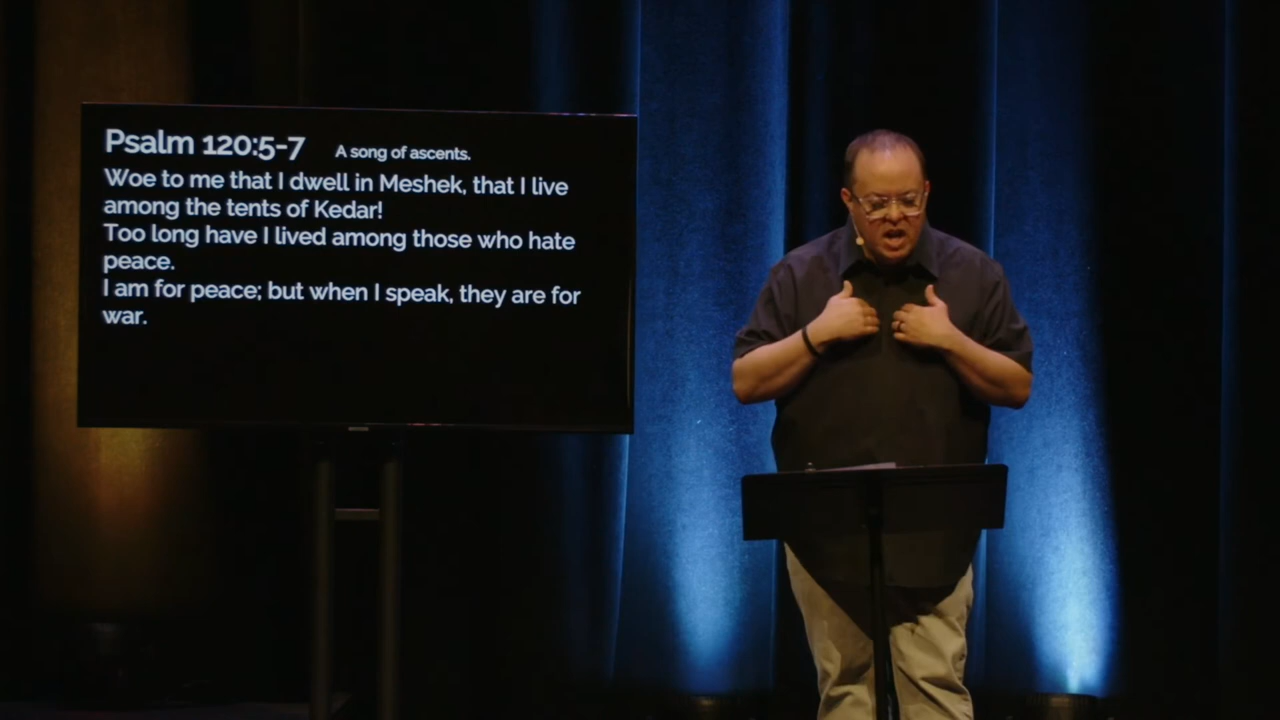 Psalm 120:5-7 A song of ascents.
Woe to me that I dwell in Meshek, that I live
among the tents of Kedar!
Too long have I lived among those who hate
peace.
I am for peace; but when I speak, they are for
war.